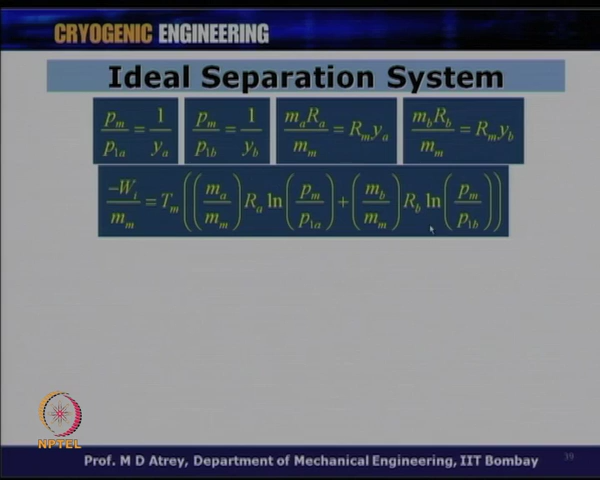 CRYOGENIC ENGINEERING
Ideal Separation System
p_m / p_1a = 1 / y_a   p_m / p_1b = 1 / y_b   m_a R_a / m_m = R_m y_a   m_b R_b / m_m = R_m y_b
-W_i / m_m = T_m ( ( m_a / m_m ) R_a ln ( p_m / p_1a ) + ( m_b / m_m ) R_b ln ( p_m / p_1b ) )
NPTEL
Prof. M D Atrey, Department of Mechanical Engineering, IIT Bombay 39